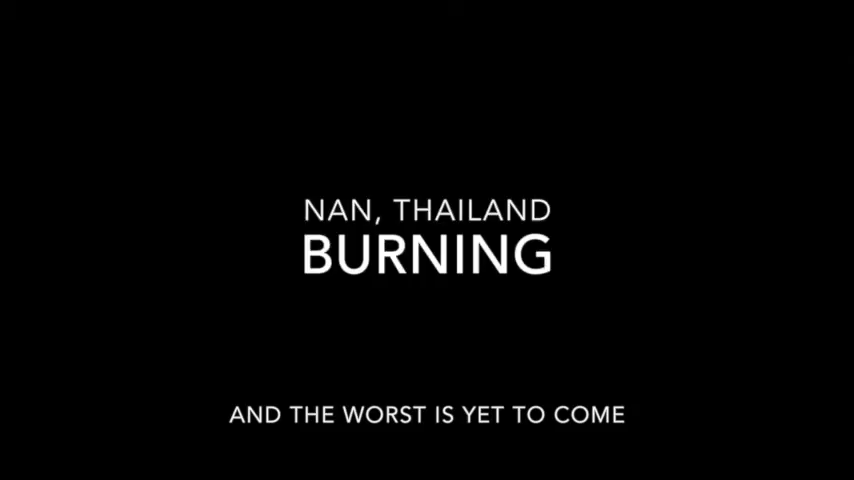 NAN, THAILAND
BURNING
AND THE WORST IS YET TO COME